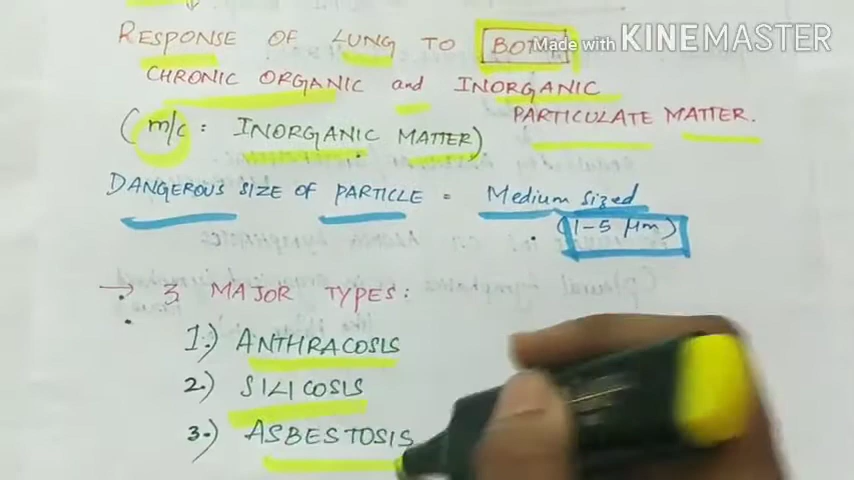 RESPONSE OF LUNG TO BOTH
Made with KINEMASTER
CHRONIC ORGANIC and INORGANIC
PARTICULATE MATTER.
(m/c : INORGANIC MATTER)
DANGEROUS SIZE OF PARTICLE = Medium sized
(1-5 μm)
→ 3 MAJOR TYPES:
1.) ANTHRACOSIS
2.) SILICOSIS
3.) ASBESTOSIS